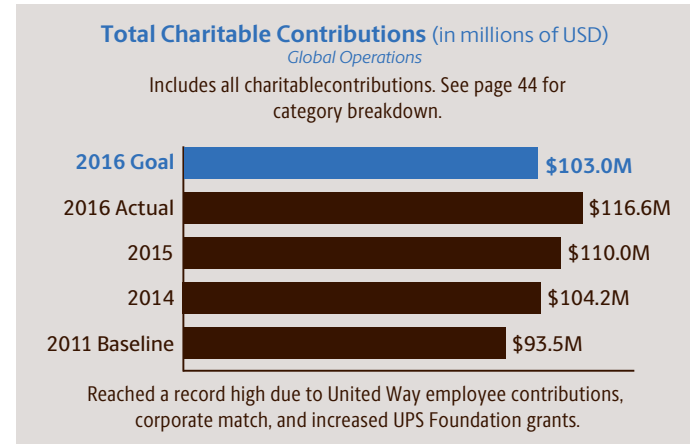 Total Charitable Contributions (in millions of USD)
Global Operations
Includes all charitablecontributions. See page 44 for
category breakdown.
2016 Goal $103.0M
2016 Actual $116.6M
2015 $110.0M
2014 $104.2M
2011 Baseline $93.5M
Reached a record high due to United Way employee contributions,
corporate match, and increased UPS Foundation grants.